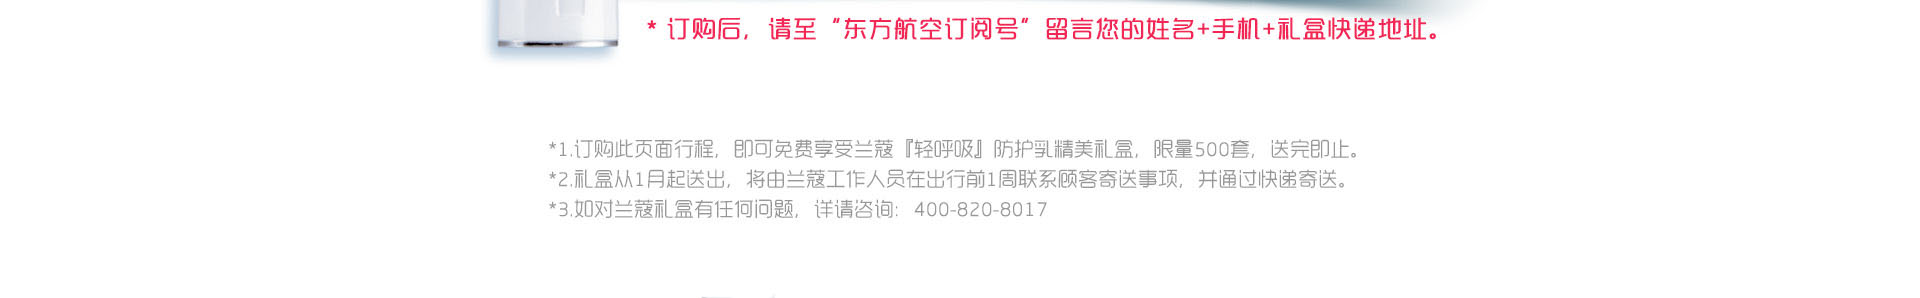 * 订购后，请至“东方航空订阅号”留言您的姓名+手机+礼盒快递地址。
*1.订购此页面行程，即可免费享受兰蔻『轻呼吸』防护乳精美礼盒，限量500套，送完即止。
*2.礼盒从1月起送出，将由兰蔻工作人员在出行前1周联系顾客寄送事项，并通过快递寄送。
*3.如对兰蔻礼盒有任何问题，详请咨询：400-820-8017